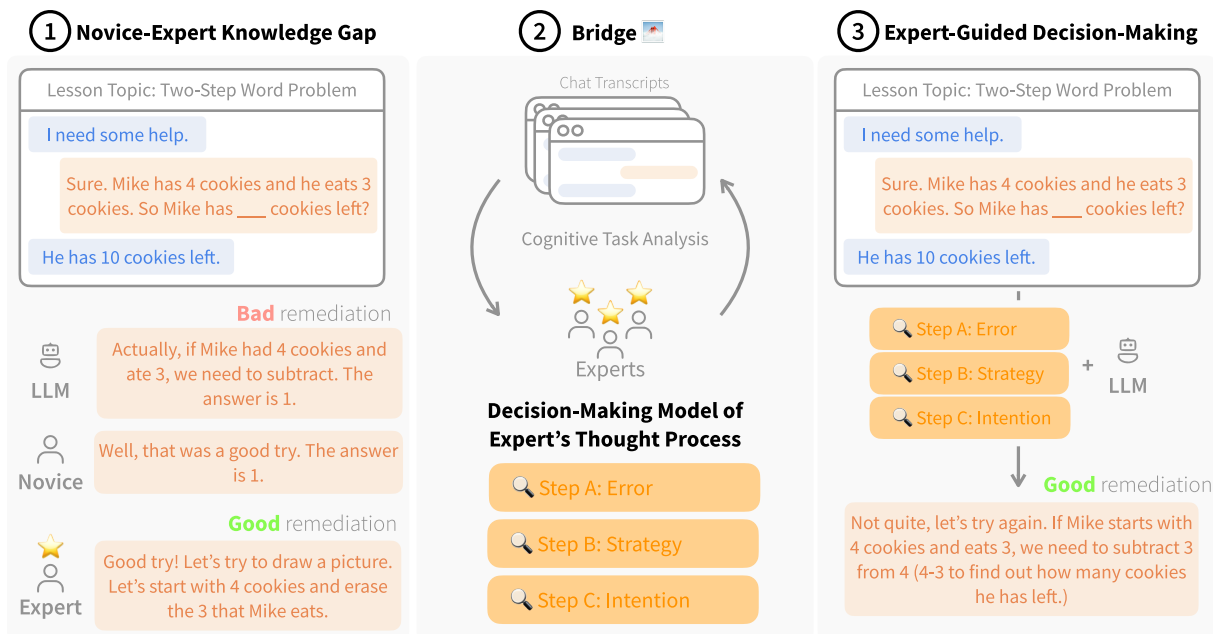 1 Novice-Expert Knowledge Gap
Lesson Topic: Two-Step Word Problem
I need some help.
Sure. Mike has 4 cookies and he eats 3
cookies. So Mike has ___ cookies left?
He has 10 cookies left.
Bad remediation
LLM
Actually, if Mike had 4 cookies and
ate 3, we need to subtract. The
answer is 1.
Novice
Well, that was a good try. The answer
is 1.
Good remediation
Expert
Good try! Let's try to draw a picture.
Let's start with 4 cookies and erase
the 3 that Mike eats.
2 Bridge
Chat Transcripts
Cognitive Task Analysis
Experts
Decision-Making Model of
Expert's Thought Process
Step A: Error
Step B: Strategy
Step C: Intention
3 Expert-Guided Decision-Making
Lesson Topic: Two-Step Word Problem
I need some help.
Sure. Mike has 4 cookies and he eats 3
cookies. So Mike has ___ cookies left?
He has 10 cookies left.
Step A: Error
Step B: Strategy
Step C: Intention
+
LLM
Good remediation
Not quite, let's try again. If Mike starts with
4 cookies and eats 3, we need to subtract 3
from 4 (4-3 to find out how many cookies
he has left.)